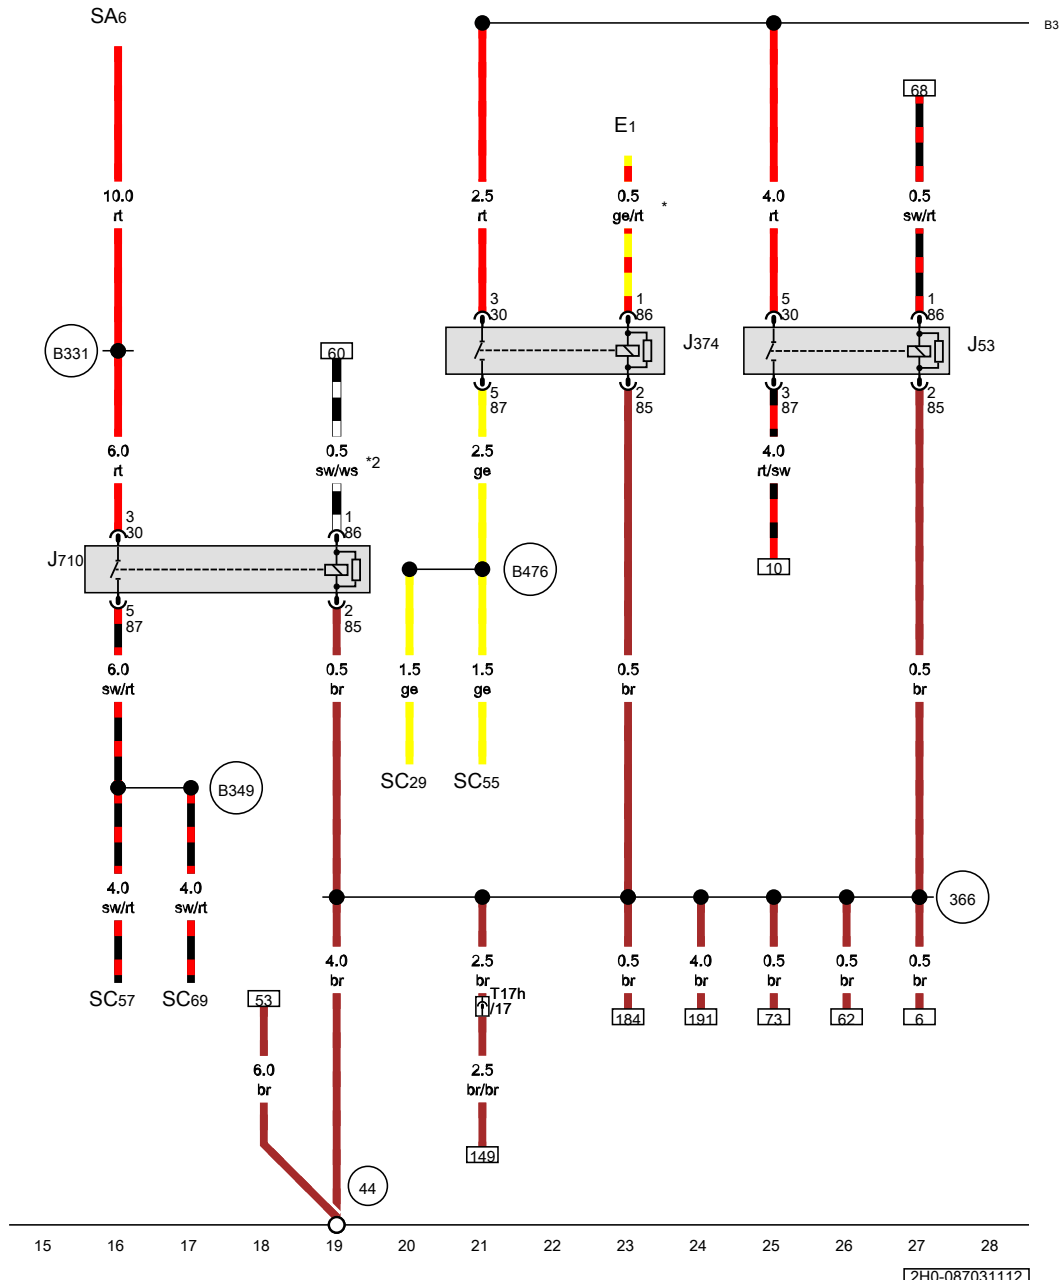 SA6
B3
68
E1
10.0
rt
2.5
rt
0.5
ge/rt *
4.0
rt
0.5
sw/rt
3
30
1
86
5
30
1
86
B331
60
J374
J53
5
87
2
85
3
87
2
85
6.0
rt
0.5
sw/ws *2
2.5
ge
4.0
rt/sw
3
30
1
86
J710
B476
10
5
87
2
85
6.0
sw/rt
0.5
br
1.5
ge
1.5
ge
0.5
br
0.5
br
SC29
SC55
B349
4.0
sw/rt
4.0
sw/rt
366
4.0
br
2.5
br
0.5
br
4.0
br
0.5
br
0.5
br
0.5
br
SC57
SC69
53
T17h
/17
184
191
73
62
6
6.0
br
2.5
br/br
149
44
15 16 17 18 19 20 21 22 23 24 25 26 27 28
2H0-087031112